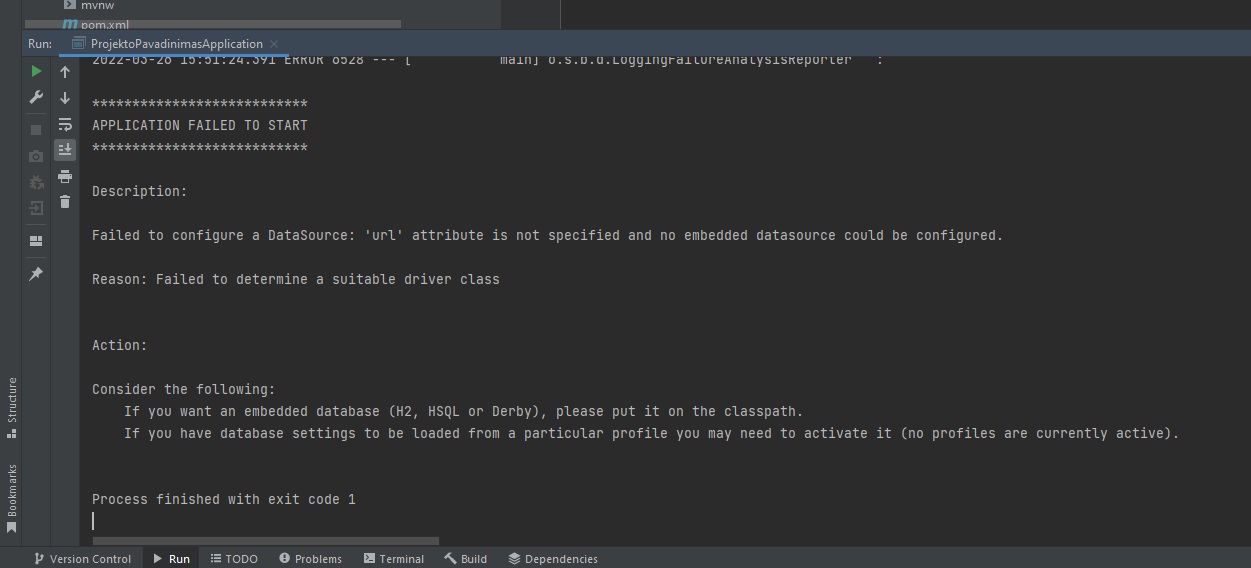 mvnw
pom.xml
Run: ProjektoPavadinimasApplication
2022-03-28 15:51:24.391 ERROR 6528 --- [ main] o.s.b.d.LoggingFailureAnalysisReporter :
***************************
APPLICATION FAILED TO START
***************************
Description:
Failed to configure a DataSource: 'url' attribute is not specified and no embedded datasource could be configured.
Reason: Failed to determine a suitable driver class
Action:
Consider the following:
If you want an embedded database (H2, HSQL or Derby), please put it on the classpath.
If you have database settings to be loaded from a particular profile you may need to activate it (no profiles are currently active).
Process finished with exit code 1
Structure
Bookmarks
Version Control Run TODO Problems Terminal Build Dependencies